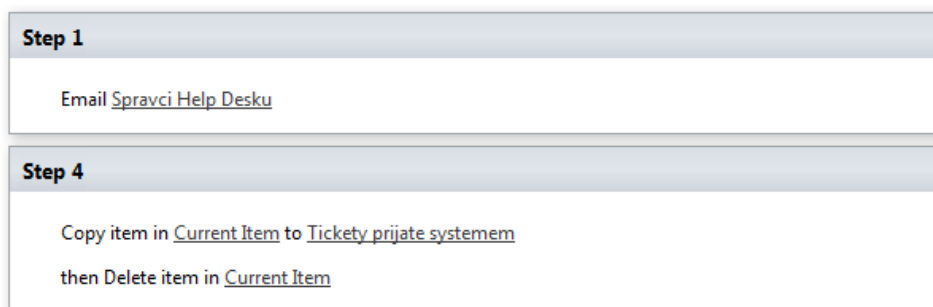 Step 1
Email Spravci Help Desku
Step 4
Copy item in Current Item to Tickety prijate systemem
then Delete item in Current Item